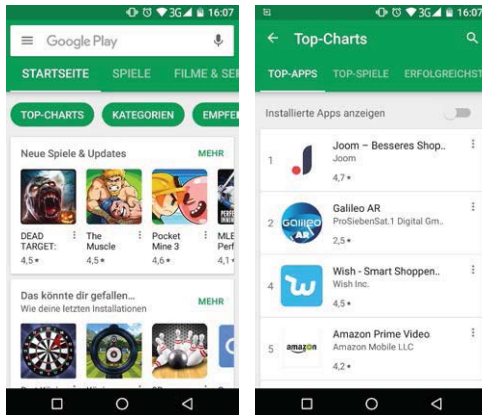 3G 16:07
Google Play
STARTSEITE SPIELE FILME & SE
TOP-CHARTS KATEGORIEN EMPFE
Neue Spiele & Updates MEHR
DEAD TARGET:
4,5★
The Muscle
4,5★
Pocket Mine 3
4,6★
MLE Perf
4,1★
Das könnte dir gefallen...
MEHR
Wie deine letzten Installationen
3G 16:07
Top-Charts
TOP-APPS TOP-SPIELE ERFOLGREICHST
Installierte Apps anzeigen
1 Joom – Besseres Shop..
Joom
4,7★
2 Galileo AR
GALILEO AR
ProSiebenSat.1 Digital Gm..
2,5★
4 Wish - Smart Shoppen..
Wish Inc.
4,5★
5 Amazon Prime Video
amazon
Amazon Mobile LLC
4,2★